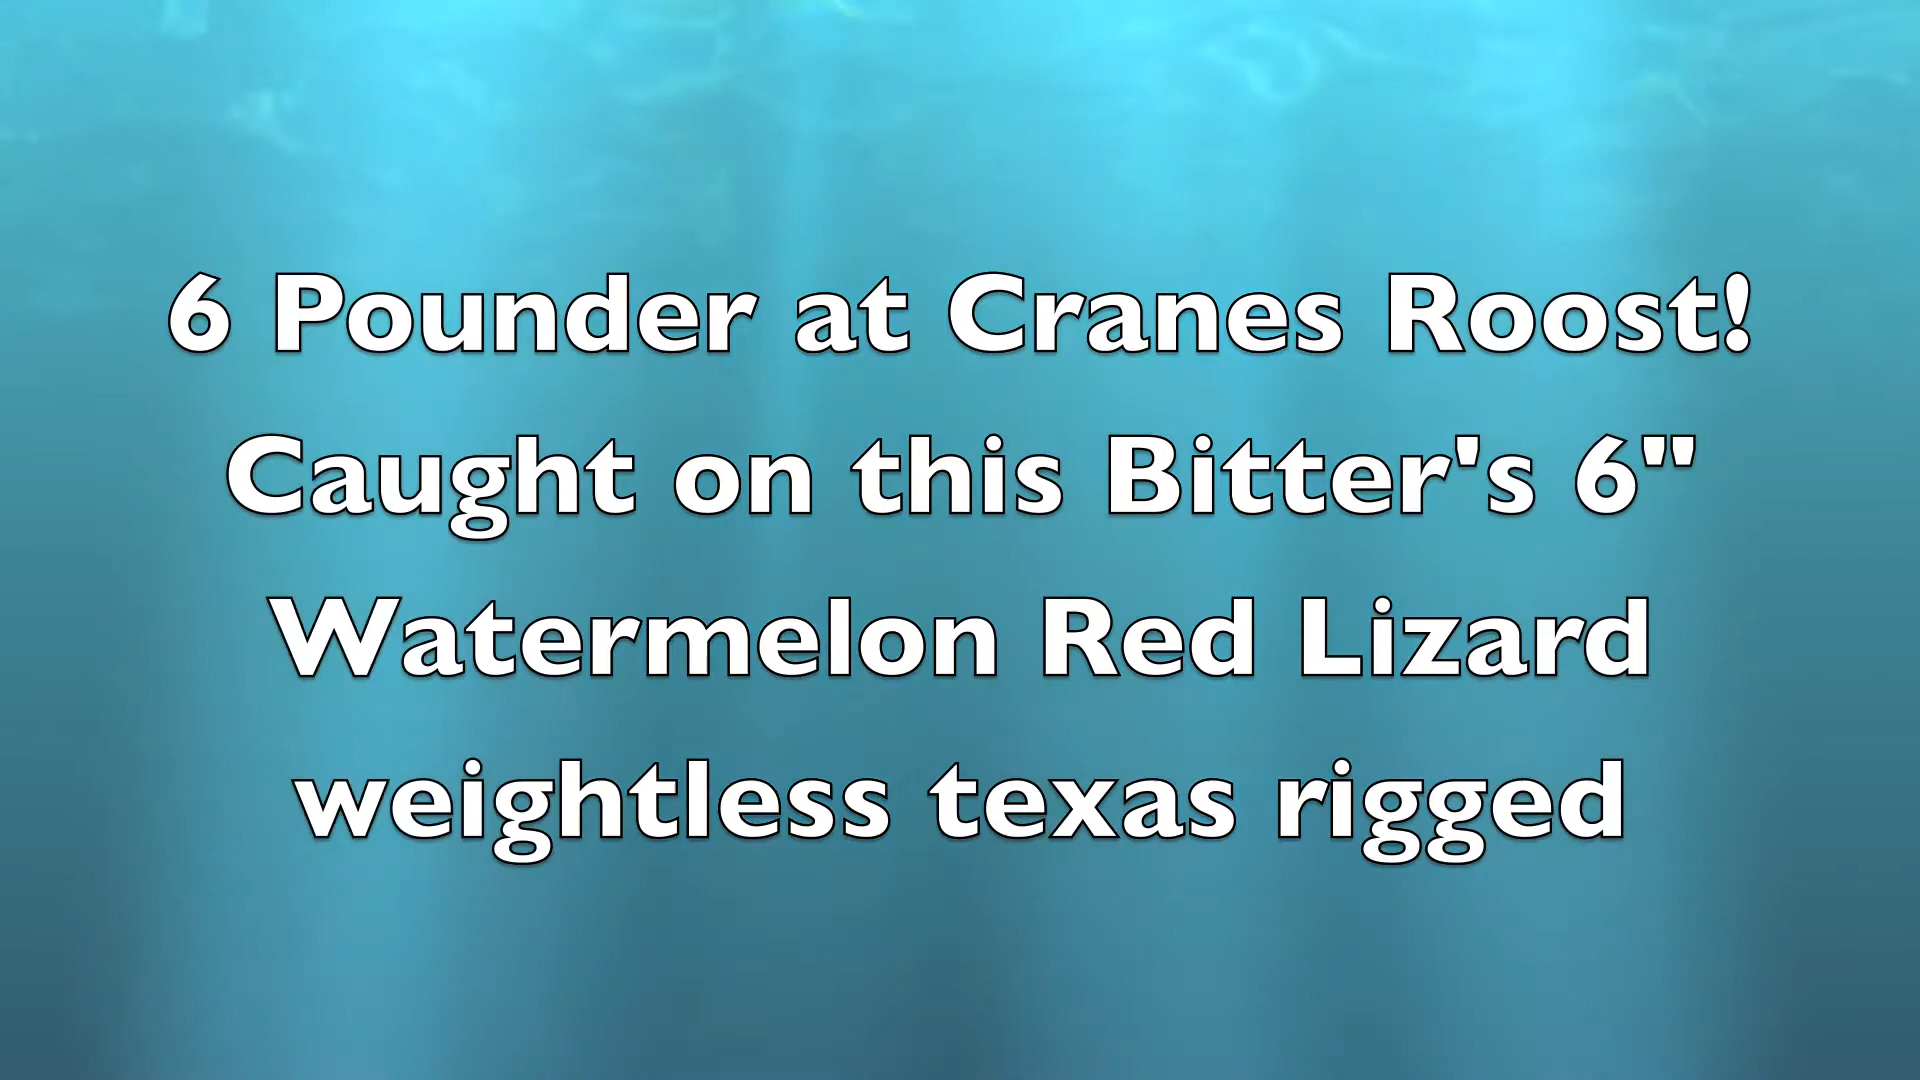 6 Pounder at Cranes Roost!
Caught on this Bitter's 6"
Watermelon Red Lizard
weightless texas rigged